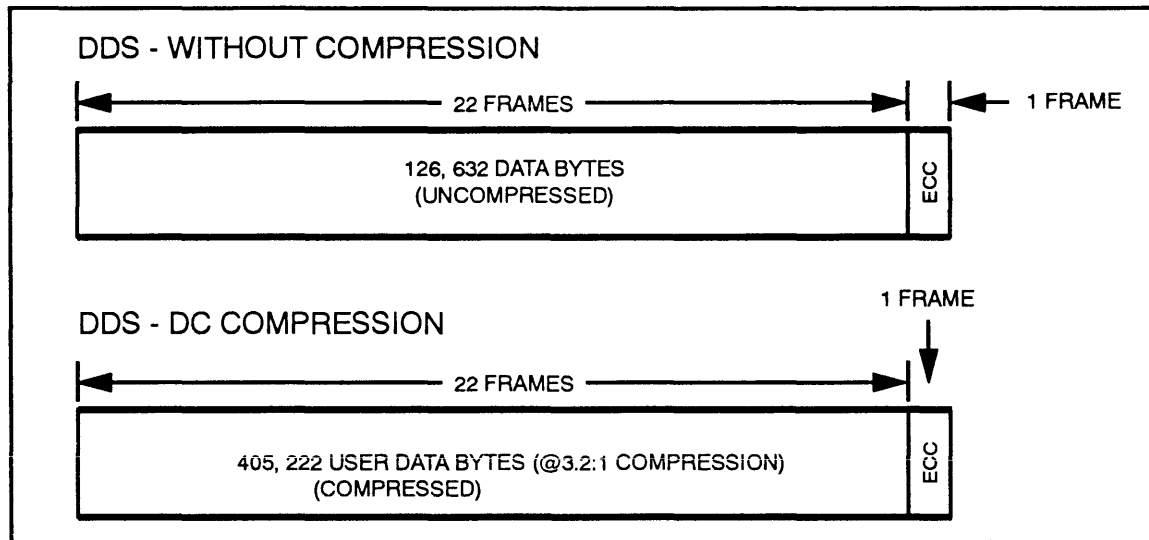 DDS - WITHOUT COMPRESSION
22 FRAMES
1 FRAME
126, 632 DATA BYTES
(UNCOMPRESSED)
ECC
1 FRAME
DDS - DC COMPRESSION
22 FRAMES
405, 222 USER DATA BYTES (@3.2:1 COMPRESSION)
(COMPRESSED)
ECC